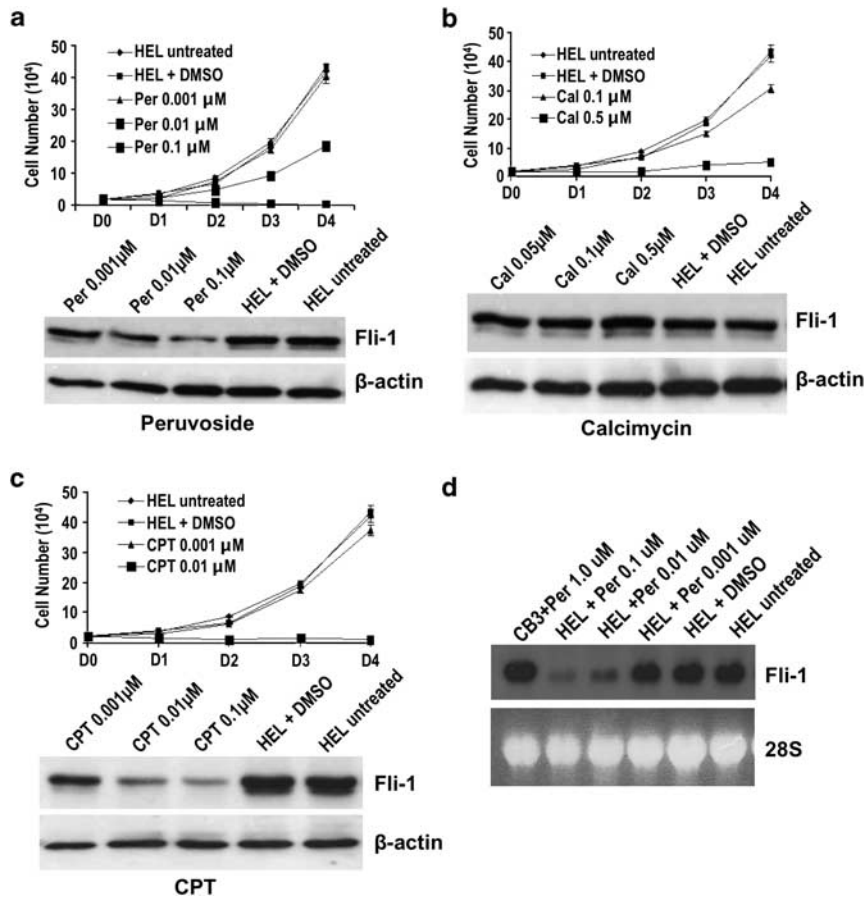 a
HEL untreated
HEL + DMSO
Per 0.001 µM
Per 0.01 µM
Per 0.1 µM
Cell Number (10⁴)
50
40
30
20
10
0
D0 D1 D2 D3 D4
Per 0.001µM
Per 0.01µM
Per 0.1µM
HEL + DMSO
HEL untreated
Fli-1
β-actin
Peruvoside
b
HEL untreated
HEL + DMSO
Cal 0.1 µM
Cal 0.5 µM
Cell Number (10⁴)
50
40
30
20
10
0
D0 D1 D2 D3 D4
Cal 0.05µM
Cal 0.1µM
Cal 0.5µM
HEL + DMSO
HEL untreated
Fli-1
β-actin
Calcimycin
c
HEL untreated
HEL + DMSO
CPT 0.001 µM
CPT 0.01 µM
Cell Number (10⁴)
50
40
30
20
10
0
D0 D1 D2 D3 D4
CPT 0.001µM
CPT 0.01µM
CPT 0.1µM
HEL + DMSO
HEL untreated
Fli-1
β-actin
CPT
d
CB3+Per 1.0 uM
HEL + Per 0.1 uM
HEL +Per 0.01 uM
HEL + Per 0.001 uM
HEL + DMSO
HEL untreated
Fli-1
28S